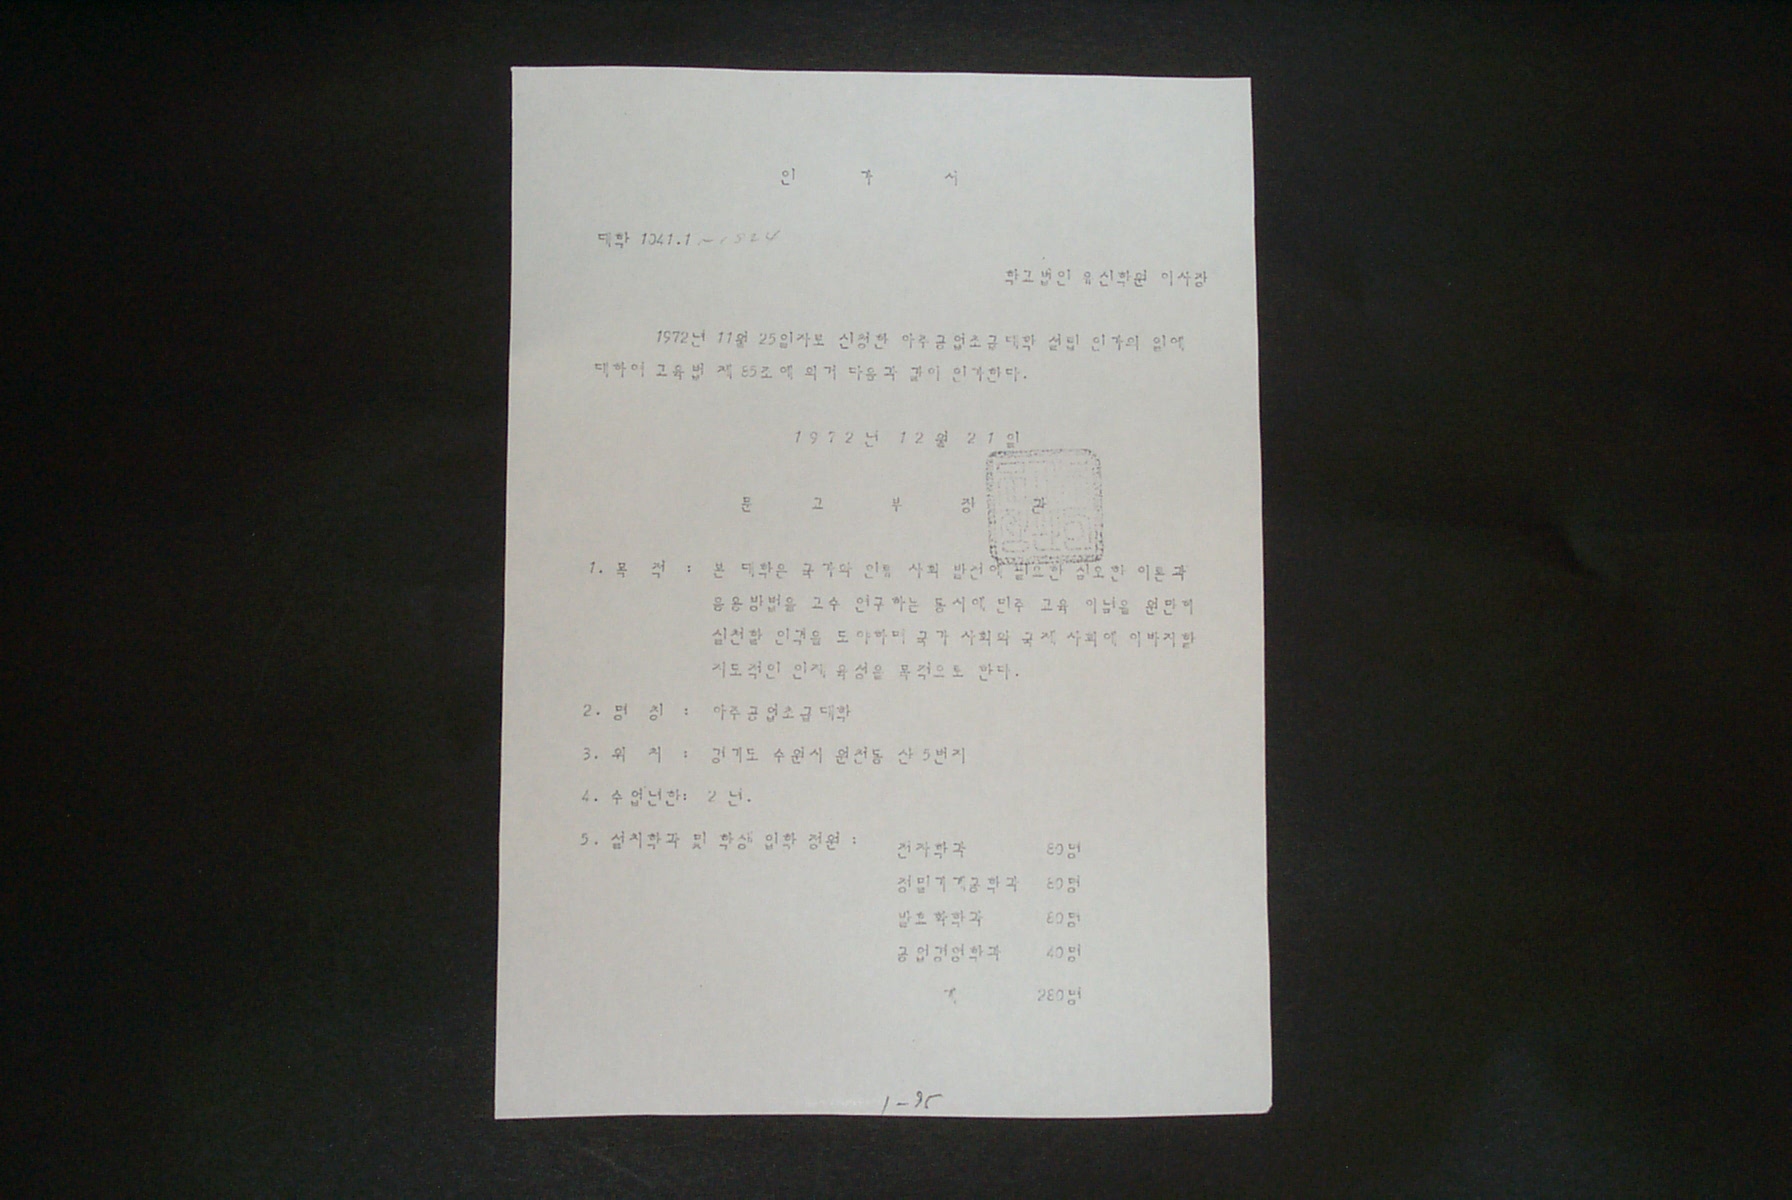 인 가 서
대학 1041.1-1824
학교법인 유신학원 이사장
1972년 11월 25일자로 신청한 아주공업초급대학 설립 인가의 일에
대하여 교육법 제 85조에 의거 다음과 같이 인가한다.
1972년 12월 21일
문 교 부 장 관
1. 목 적 : 본 대학은 국가와 인류 사회 발전에 필요한 심오한 이론과
응용방법을 교수 연구하는 동시에 민주 교육 이념을 원만히
실천할 인격을 도야하며 국가 사회와 국제 사회에 이바지할
지도적인 인재 육성을 목적으로 한다.
2. 명 칭 : 아주공업초급대학
3. 위 치 : 경기도 수원시 원천동 산 5번지
4. 수업년한: 2 년.
5. 설치학과 및 학생 입학 정원 :
전자학과 80명
정밀기계공학과 80명
발효화학과 80명
공업경영학과 40명
계 280명
1-95